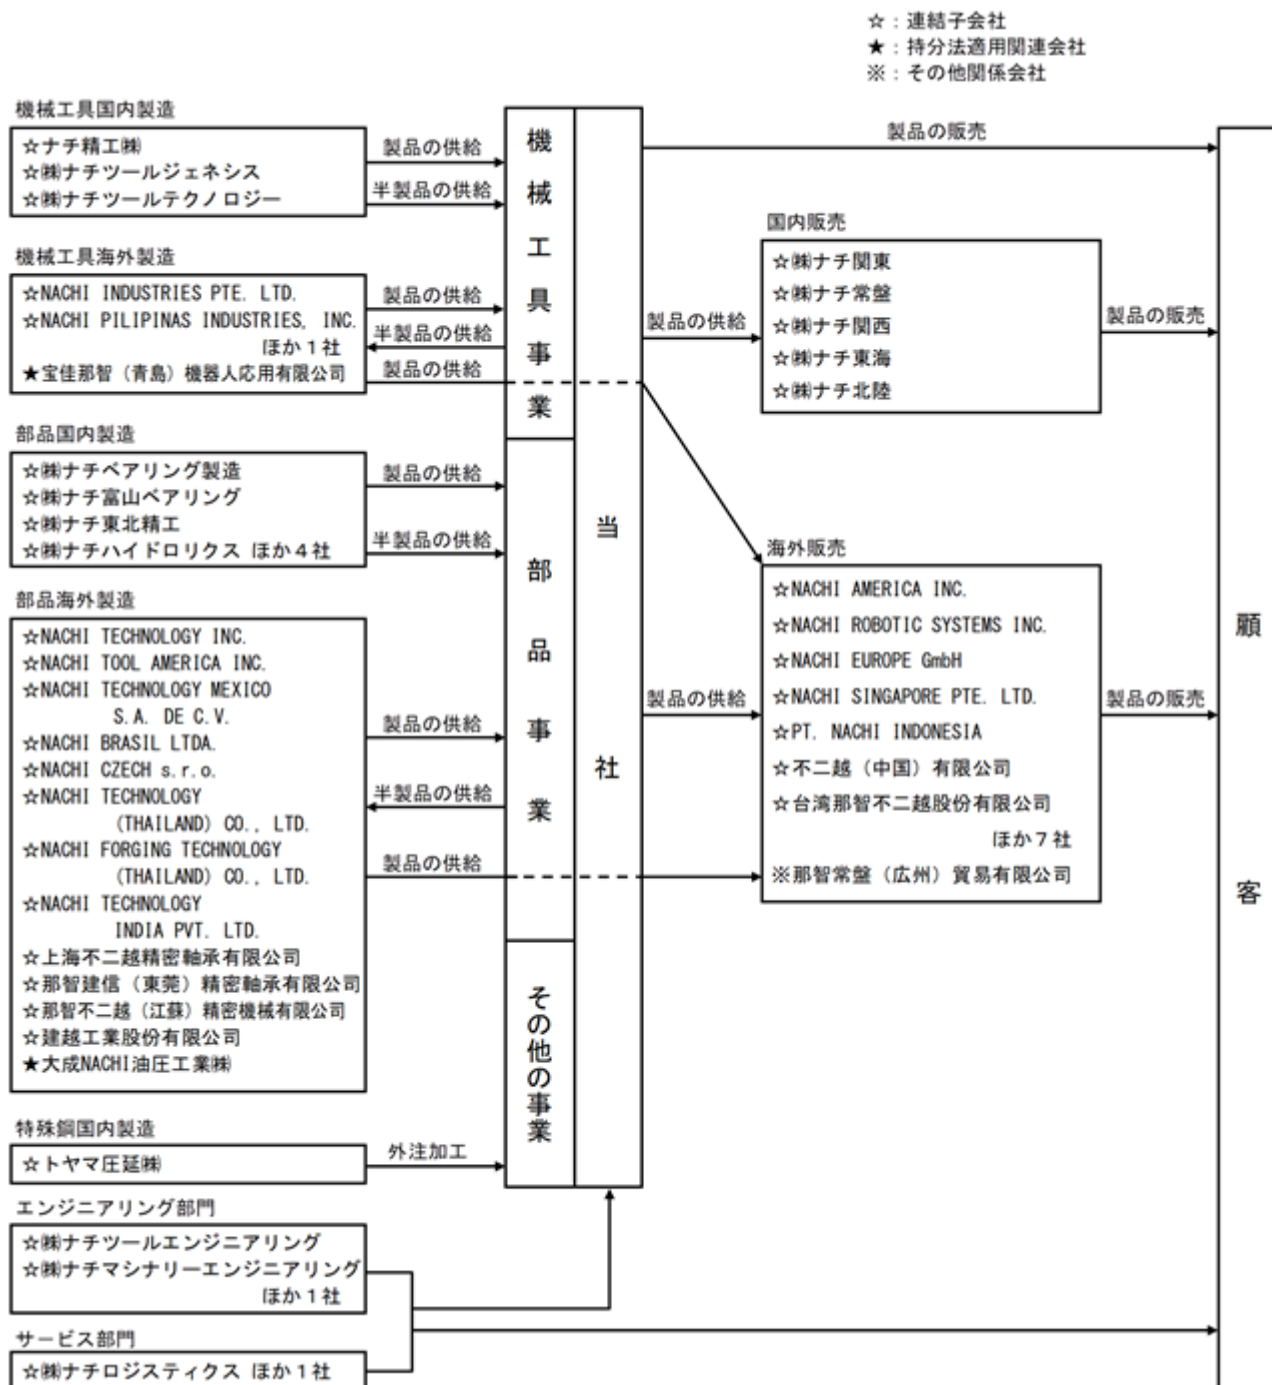 ☆：連結子会社
★：持分法適用関連会社
※：その他関係会社
機械工具国内製造
☆ナチ精工㈱
☆㈱ナチツールジェネシス
☆㈱ナチツールテクノロジー
製品の供給
半製品の供給
機械工具海外製造
☆NACHI INDUSTRIES PTE. LTD.
☆NACHI PILIPINAS INDUSTRIES, INC.
ほか１社
★宝佳那智（青島）機器人応用有限公司
製品の供給
半製品の供給
製品の供給
部品国内製造
☆㈱ナチベアリング製造
☆㈱ナチ富山ベアリング
☆㈱ナチ東北精工
☆㈱ナチハイドロリクス ほか４社
製品の供給
半製品の供給
部品海外製造
☆NACHI TECHNOLOGY INC.
☆NACHI TOOL AMERICA INC.
☆NACHI TECHNOLOGY MEXICO
S.A. DE C.V.
☆NACHI BRASIL LTDA.
☆NACHI CZECH s.r.o.
☆NACHI TECHNOLOGY
(THAILAND) CO., LTD.
☆NACHI FORGING TECHNOLOGY
(THAILAND) CO., LTD.
☆NACHI TECHNOLOGY
INDIA PVT. LTD.
☆上海不二越精密軸承有限公司
☆那智建信（東莞）精密軸承有限公司
☆那智不二越（江蘇）精密機械有限公司
☆建越工業股份有限公司
★大成NACHI油圧工業㈱
製品の供給
半製品の供給
製品の供給
特殊鋼国内製造
☆トヤマ圧延㈱
外注加工
エンジニアリング部門
☆㈱ナチツールエンジニアリング
☆㈱ナチマシナリーエンジニアリング
ほか１社
サービス部門
☆㈱ナチロジスティクス ほか１社
機械工具事業
部品事業
その他の事業
当社
製品の販売
製品の供給
国内販売
☆㈱ナチ関東
☆㈱ナチ常盤
☆㈱ナチ関西
☆㈱ナチ東海
☆㈱ナチ北陸
製品の販売
製品の供給
海外販売
☆NACHI AMERICA INC.
☆NACHI ROBOTIC SYSTEMS INC.
☆NACHI EUROPE GmbH
☆NACHI SINGAPORE PTE. LTD.
☆PT. NACHI INDONESIA
☆不二越（中国）有限公司
☆台湾那智不二越股份有限公司
ほか７社
※那智常盤（広州）貿易有限公司
製品の販売
顧客